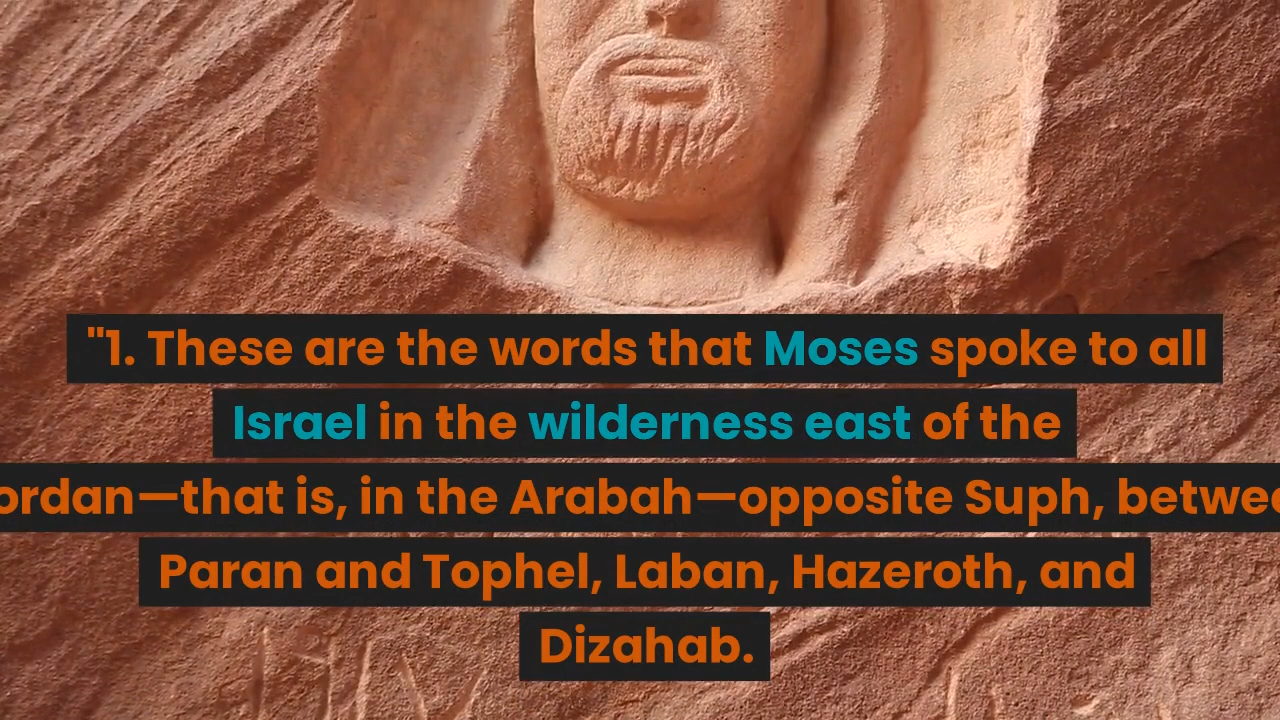 "1. These are the words that Moses spoke to all
Israel in the wilderness east of the
ordan—that is, in the Arabah—opposite Suph, betwee
Paran and Tophel, Laban, Hazeroth, and
Dizahab.